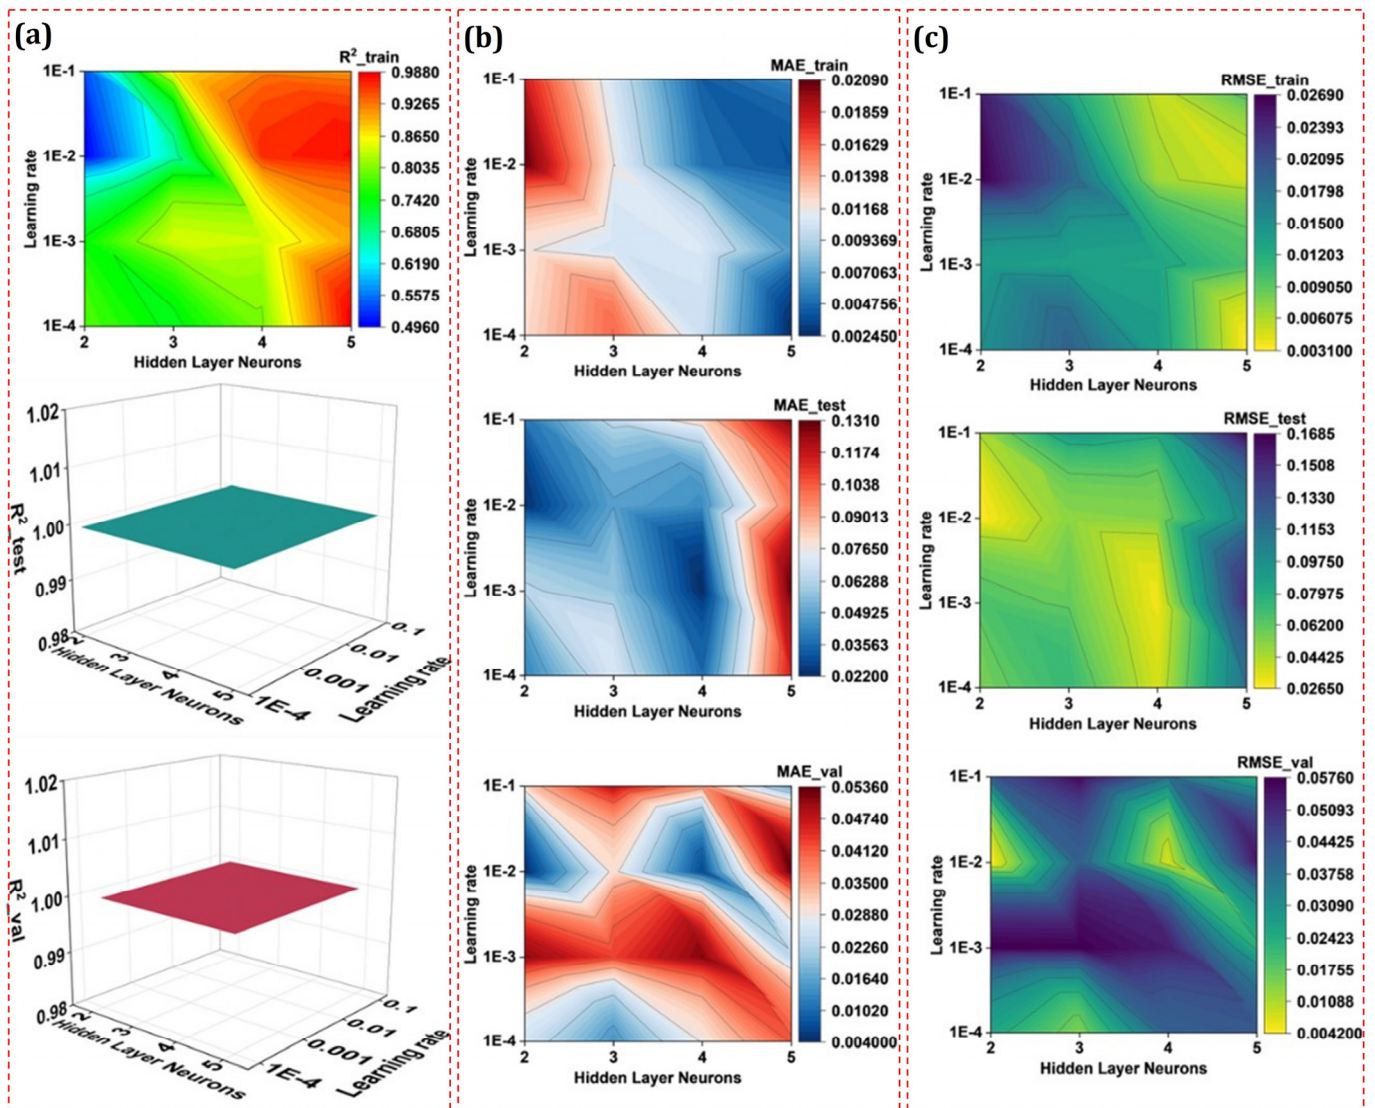 (a)
R²_train
1E-1
1E-2
1E-3
1E-4
Learning rate
2 3 4 5
Hidden Layer Neurons
0.9880
0.9265
0.8650
0.8035
0.7420
0.6805
0.6190
0.5575
0.4960
1.02
1.01
1.00
0.99
0.98
R²_test
2 3 4 5
Hidden Layer Neurons
1E-4 0.001 0.01 0.1
Learning rate
1.02
1.01
1.00
0.99
0.98
R²_val
2 3 4 5
Hidden Layer Neurons
1E-4 0.001 0.01 0.1
Learning rate
(b)
MAE_train
1E-1
1E-2
1E-3
1E-4
Learning rate
2 3 4 5
Hidden Layer Neurons
0.02090
0.01859
0.01629
0.01398
0.01168
0.009369
0.007063
0.004756
0.002450
MAE_test
1E-1
1E-2
1E-3
1E-4
Learning rate
2 3 4 5
Hidden Layer Neurons
0.1310
0.1174
0.1038
0.09013
0.07650
0.06288
0.04925
0.03563
0.02200
MAE_val
1E-1
1E-2
1E-3
1E-4
Learning rate
2 3 4 5
Hidden Layer Neurons
0.05360
0.04740
0.04120
0.03500
0.02880
0.02260
0.01640
0.01020
0.004000
(c)
RMSE_train
1E-1
1E-2
1E-3
1E-4
Learning rate
2 3 4 5
Hidden Layer Neurons
0.02690
0.02393
0.02095
0.01798
0.01500
0.01203
0.009050
0.006075
0.003100
RMSE_test
1E-1
1E-2
1E-3
1E-4
Learning rate
2 3 4 5
Hidden Layer Neurons
0.1685
0.1508
0.1330
0.1153
0.09750
0.07975
0.06200
0.04425
0.02650
RMSE_val
1E-1
1E-2
1E-3
1E-4
Learning rate
2 3 4 5
Hidden Layer Neurons
0.05760
0.05093
0.04425
0.03758
0.03090
0.02423
0.01755
0.01088
0.004200